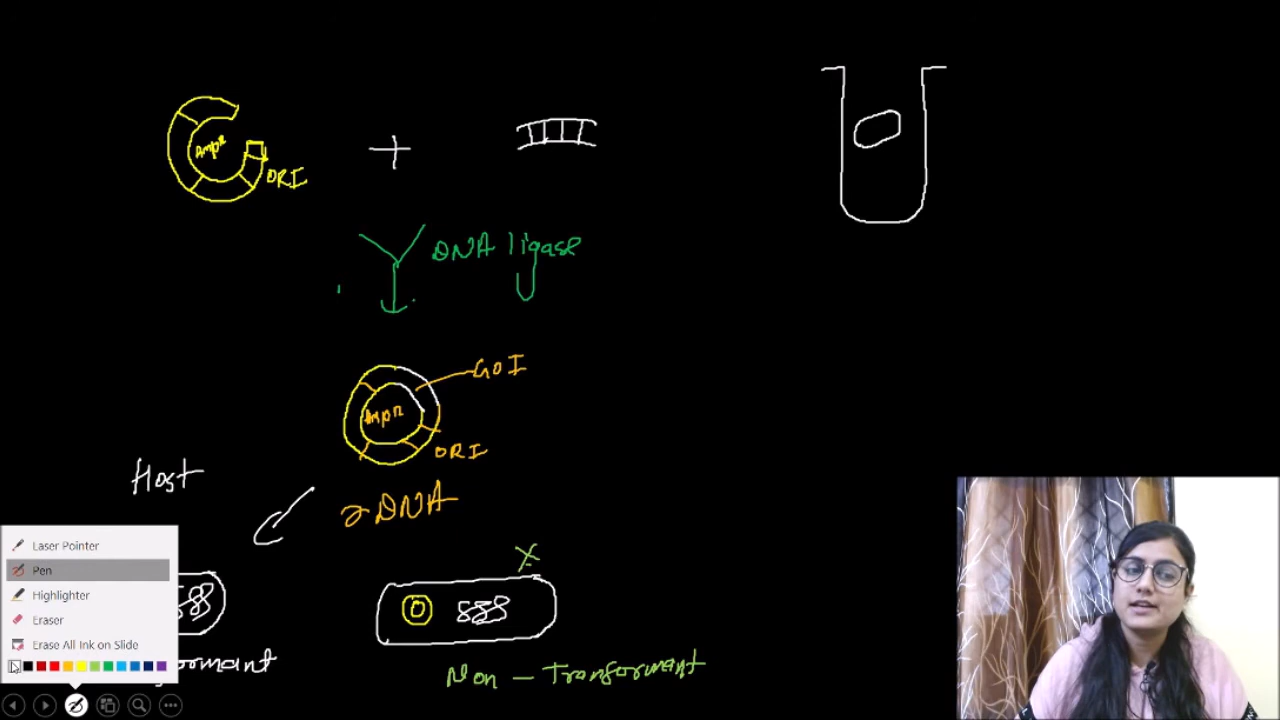 AmpR
ORI
DNA ligase
GOI
AmpR
ORI
Host
rDNA
Laser Pointer
Pen
Highlighter
Eraser
Erase All Ink on Slide
Non - Transformant